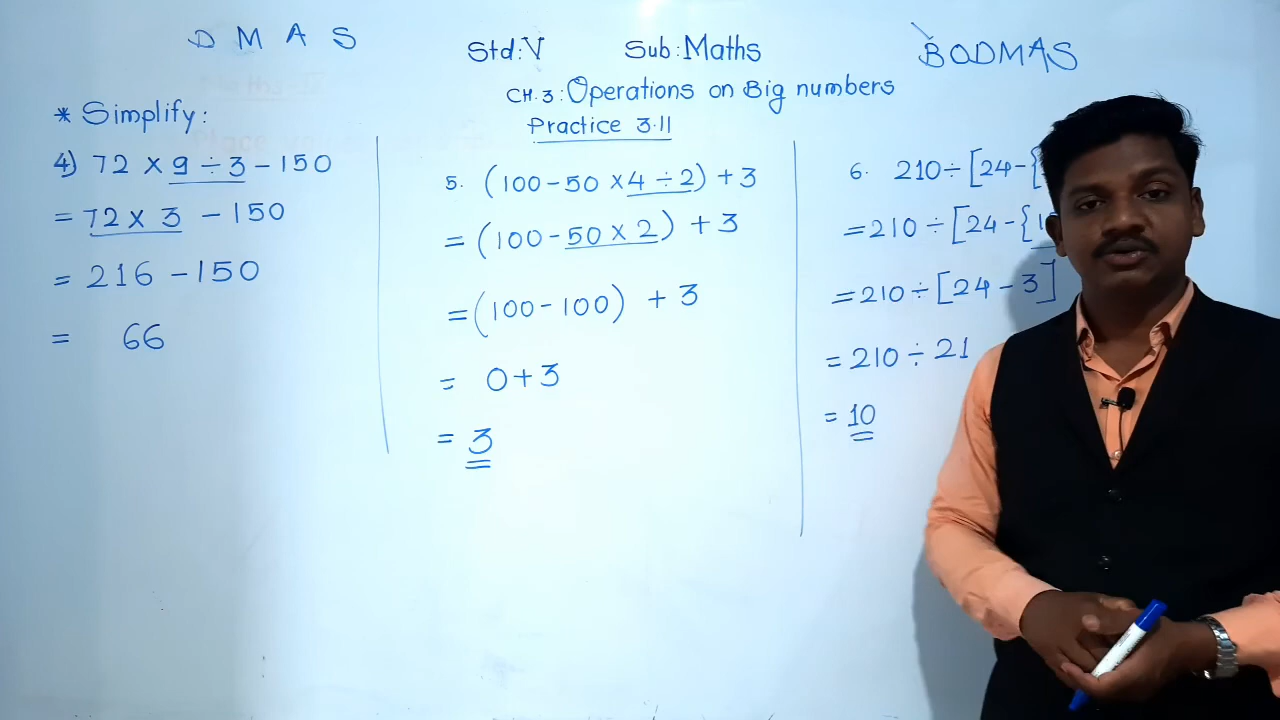 D M A S
Std: V Sub: Maths
BODMAS
CH. 3: Operations on Big numbers
Practice 3.11
* Simplify:
4) 72 × 9 ÷ 3 - 150
= 72 × 3 - 150
= 216 - 150
= 66
5. (100 - 50 × 4 ÷ 2) + 3
= (100 - 50 × 2) + 3
= (100 - 100) + 3
= 0 + 3
= 3
6. 210 ÷ [24 - {
= 210 ÷ [24 - {1
= 210 ÷ [24 - 3]
= 210 ÷ 21
= 10